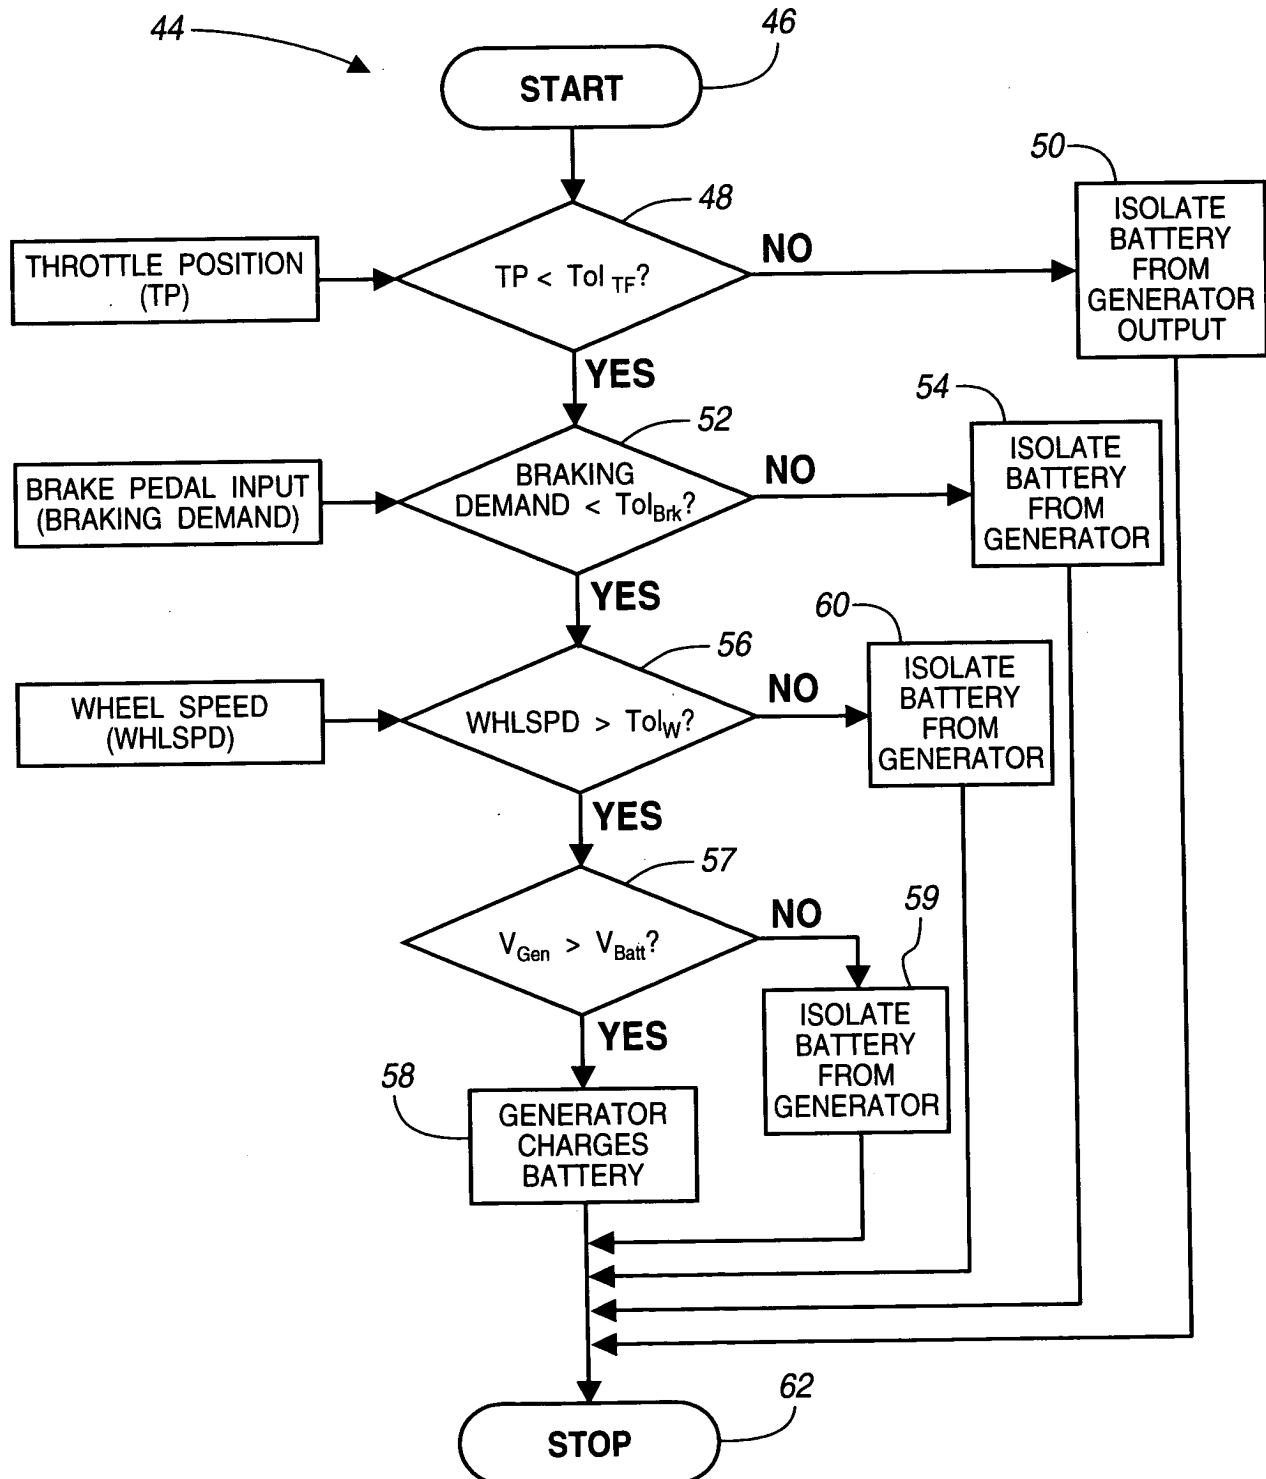 44
46
START
50
ISOLATE
BATTERY
FROM
GENERATOR
OUTPUT
48
NO
THROTTLE POSITION
(TP)
TP < Tol TF?
YES
54
ISOLATE
BATTERY
FROM
GENERATOR
52
NO
BRAKE PEDAL INPUT
(BRAKING DEMAND)
BRAKING
DEMAND < TolBrk?
YES
60
ISOLATE
BATTERY
FROM
GENERATOR
56
NO
WHEEL SPEED
(WHLSPD)
WHLSPD > TolW?
YES
57
NO
59
VGen > VBatt?
ISOLATE
BATTERY
FROM
GENERATOR
YES
58
GENERATOR
CHARGES
BATTERY
62
STOP